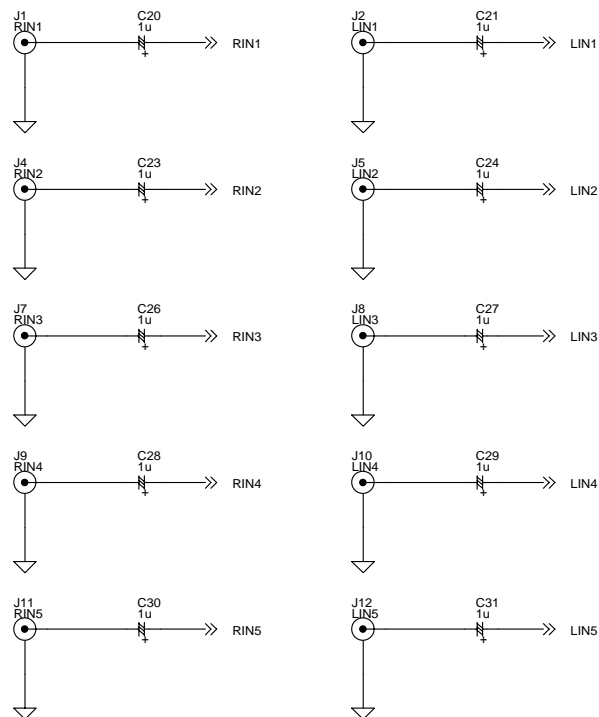 J1 C20 J2 C21
RIN1 1u LIN1 1u
RIN1 LIN1
+ +
J4 C23 J5 C24
RIN2 1u LIN2 1u
RIN2 LIN2
+ +
J7 C26 J8 C27
RIN3 1u LIN3 1u
RIN3 LIN3
+ +
J9 C28 J10 C29
RIN4 1u LIN4 1u
RIN4 LIN4
+ +
J11 C30 J12 C31
RIN5 1u LIN5 1u
RIN5 LIN5
+ +